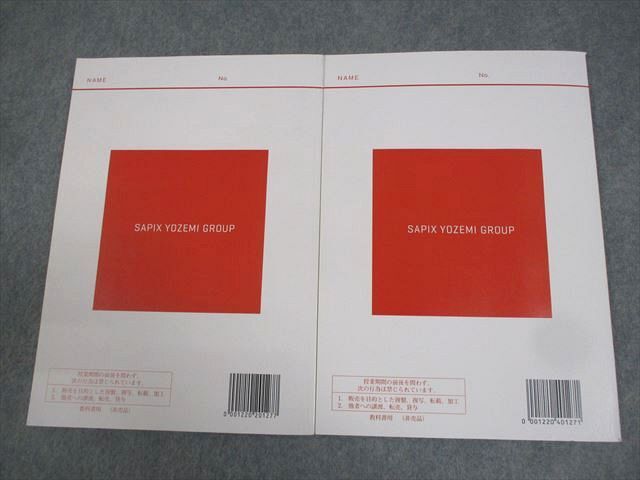 NAME No.
SAPIX YOZEMI GROUP
授業期間の前後を問わず、
次の行為は禁じられています。
1. 販売を目的とした複製、複写、転載、加工
2. 他者への譲渡、転売、貸与
教科書用 (非売品)
0 001220 201277
NAME No.
SAPIX YOZEMI GROUP
授業期間の前後を問わず、
次の行為は禁じられています。
1. 販売を目的とした複製、複写、転載、加工
2. 他者への譲渡、転売、貸与
教科書用 (非売品)
0 001220 401271